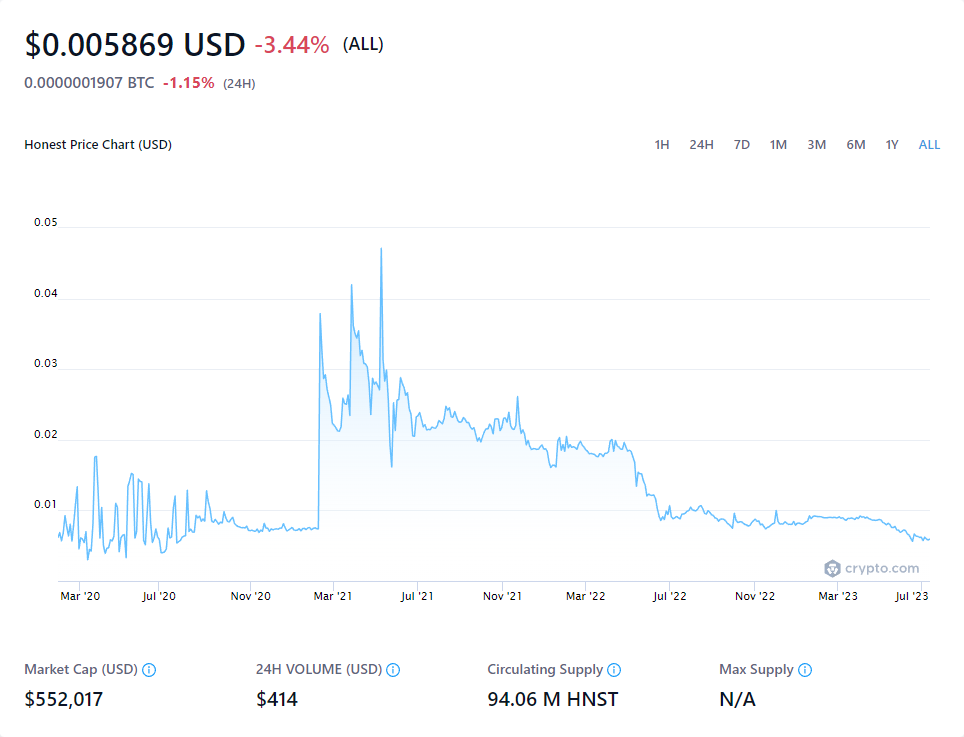 $0.005869 USD -3.44% (ALL)
0.0000001907 BTC -1.15% (24H)
Honest Price Chart (USD) 1H 24H 7D 1M 3M 6M 1Y ALL
0.05
0.04
0.03
0.02
0.01
crypto.com
Mar '20 Jul '20 Nov '20 Mar '21 Jul '21 Nov '21 Mar '22 Jul '22 Nov '22 Mar '23 Jul '23
Market Cap (USD) 24H VOLUME (USD) Circulating Supply Max Supply
$552,017 $414 94.06 M HNST N/A